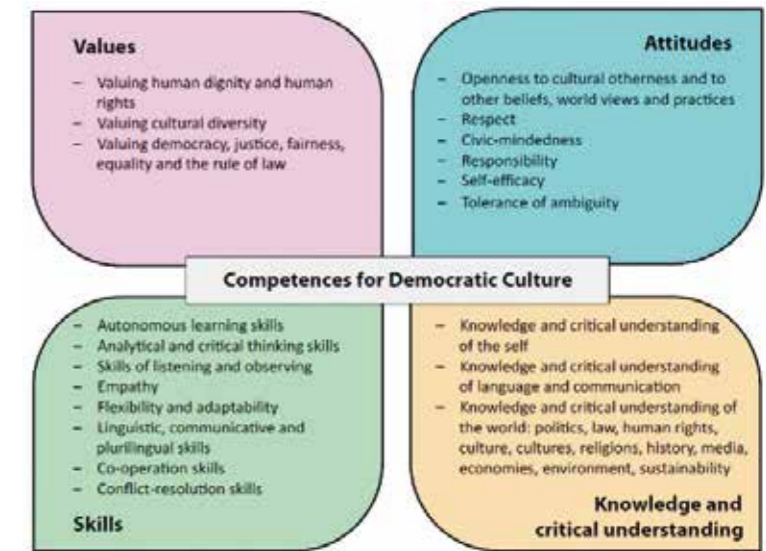 Values
– Valuing human dignity and human
rights
– Valuing cultural diversity
– Valuing democracy, justice, fairness,
equality and the rule of law
Attitudes
– Openness to cultural otherness and to
other beliefs, world views and practices
– Respect
– Civic-mindedness
– Responsibility
– Self-efficacy
– Tolerance of ambiguity
Competences for Democratic Culture
– Autonomous learning skills
– Analytical and critical thinking skills
– Skills of listening and observing
– Empathy
– Flexibility and adaptability
– Linguistic, communicative and
plurilingual skills
– Co-operation skills
– Conflict-resolution skills
Skills
– Knowledge and critical understanding
of the self
– Knowledge and critical understanding
of language and communication
– Knowledge and critical understanding of
the world: politics, law, human rights,
culture, cultures, religions, history, media,
economies, environment, sustainability
Knowledge and
critical understanding